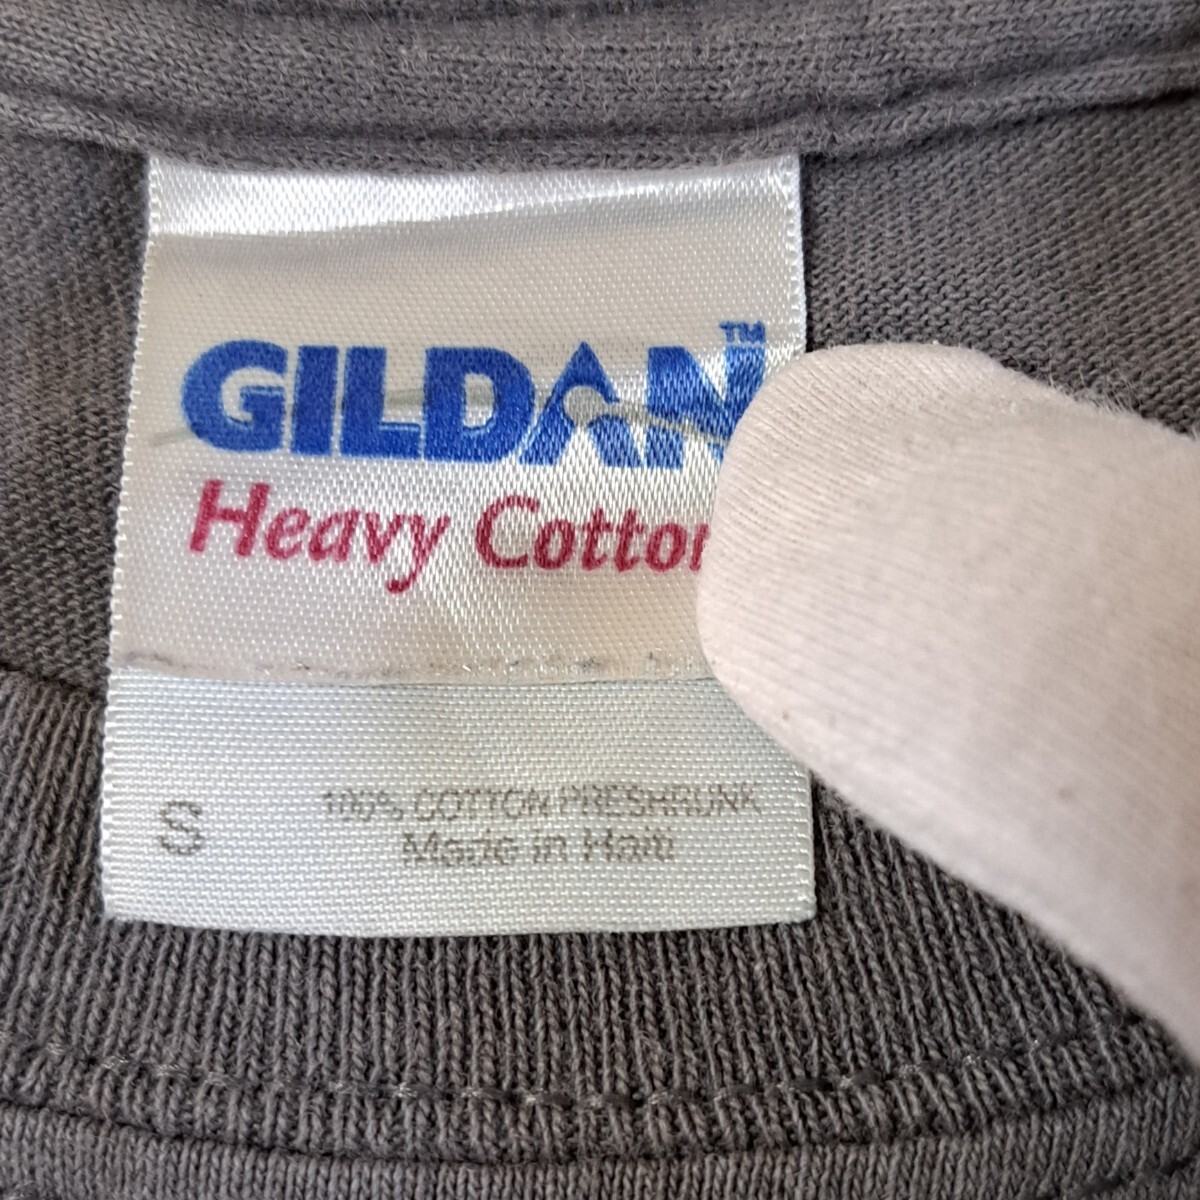 GILDAN™
Heavy Cotton
S
100% COTTON PRESHRUNK
Made in Haiti